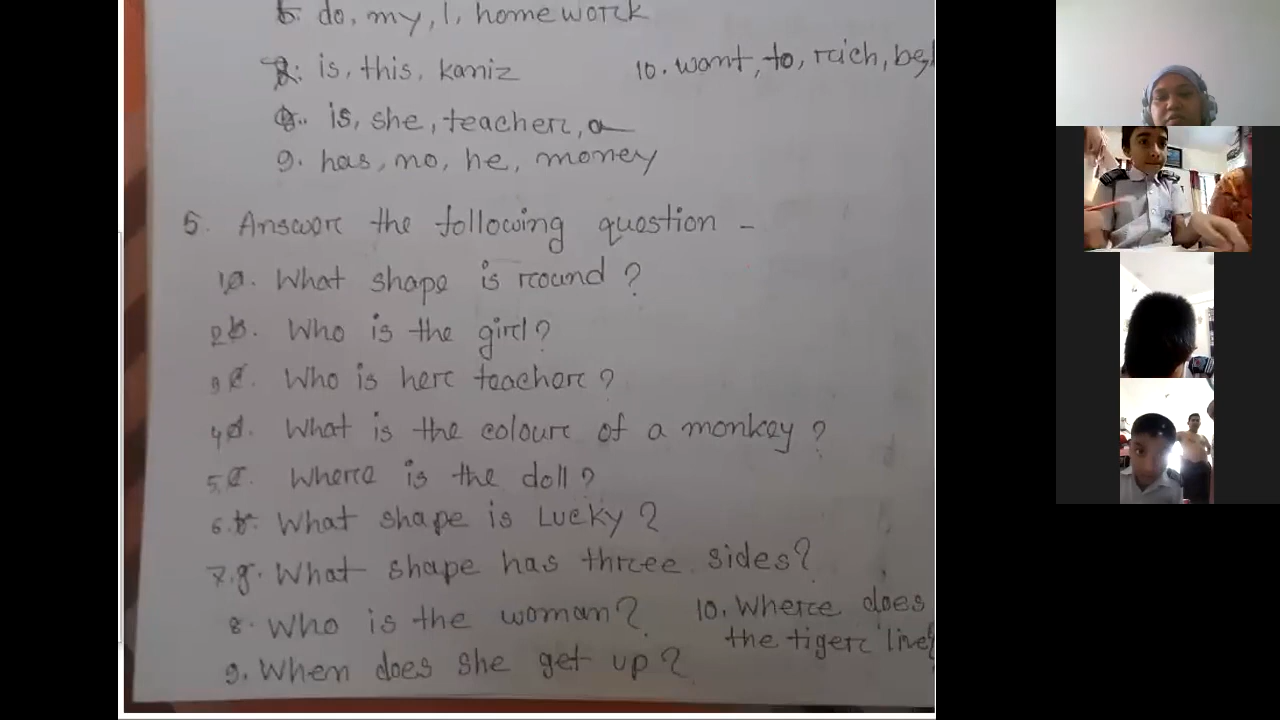 6. do, my, I, homework
7. is, this, kaniz
10. want, to, reich,
8. is, she, teacher, a
9. has, no, he, money
5. Answer the following question -
1. What shape is round?
2. Who is the girl?
3. Who is her teacher?
4. What is the colour of a monkey?
5. Where is the doll?
6. What shape is Lucky?
7. What shape has three sides?
8. Who is the woman?
10. Where does
the tiger live?
9. When does she get up?